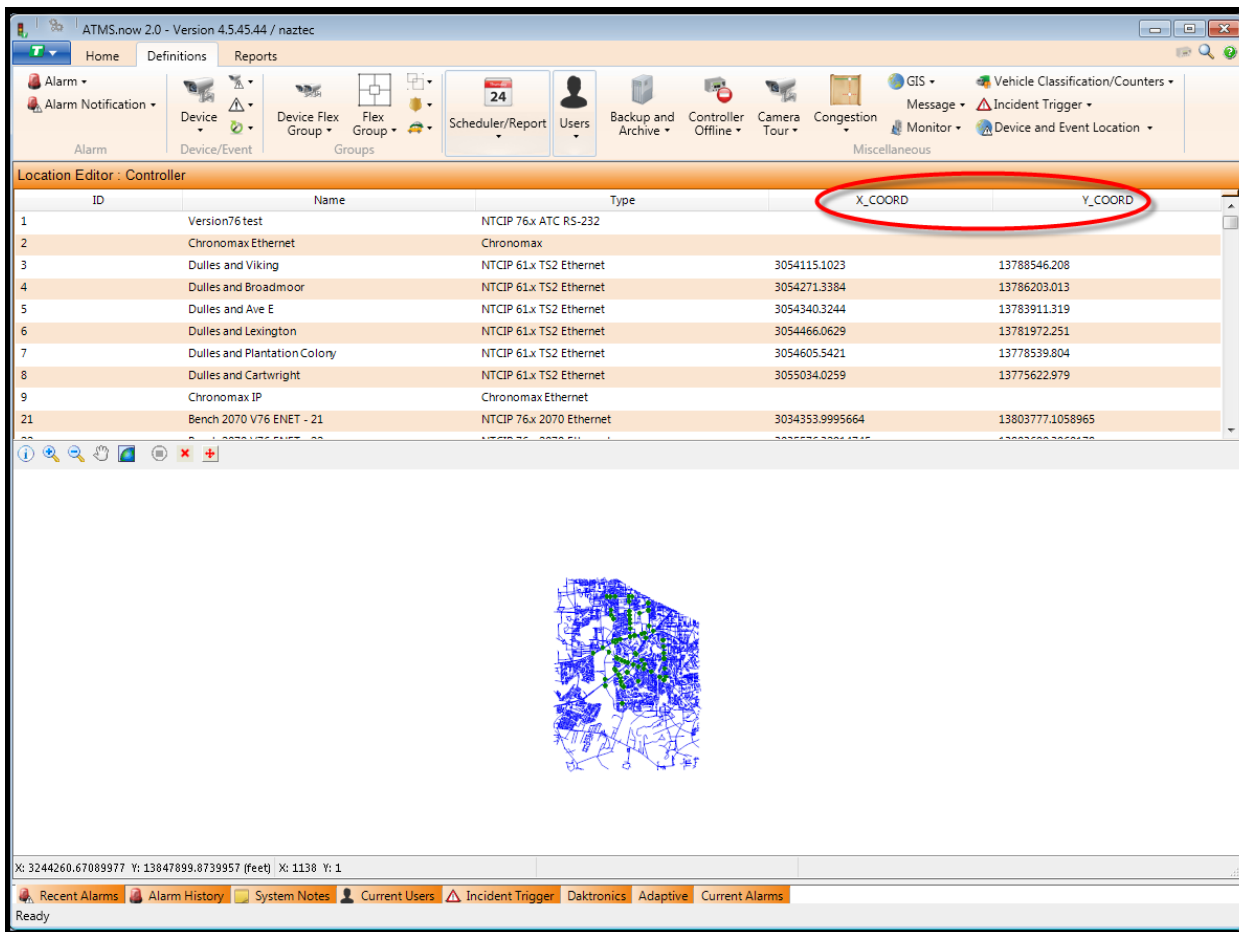 ATMS.now 2.0 - Version 4.5.45.44 / naztec
Home Definitions Reports
Alarm
Alarm Notification
Alarm
Device
Device/Event
Device Flex Group
Flex Group
Groups
24
Scheduler/Report
Users
Backup and Archive
Controller Offline
Camera Tour
Congestion
GIS
Message
Monitor
Vehicle Classification/Counters
Incident Trigger
Device and Event Location
Miscellaneous
Location Editor : Controller
ID Name Type X_COORD Y_COORD
1 Version76 test NTCIP 76.x ATC RS-232
2 Chronomax Ethernet Chronomax
3 Dulles and Viking NTCIP 61.x TS2 Ethernet 3054115.1023 13788546.208
4 Dulles and Broadmoor NTCIP 61.x TS2 Ethernet 3054271.3384 13786203.013
5 Dulles and Ave E NTCIP 61.x TS2 Ethernet 3054340.3244 13783911.319
6 Dulles and Lexington NTCIP 61.x TS2 Ethernet 3054466.0629 13781972.251
7 Dulles and Plantation Colony NTCIP 61.x TS2 Ethernet 3054605.5421 13778539.804
8 Dulles and Cartwright NTCIP 61.x TS2 Ethernet 3055034.0259 13775622.979
9 Chronomax IP Chronomax Ethernet
21 Bench 2070 V76 ENET - 21 NTCIP 76.x 2070 Ethernet 3034353.9995664 13803777.1058965
X: 3244260.67089977 Y: 13847899.8739957 (feet) X: 1138 Y: 1
Recent Alarms Alarm History System Notes Current Users Incident Trigger Daktronics Adaptive Current Alarms
Ready